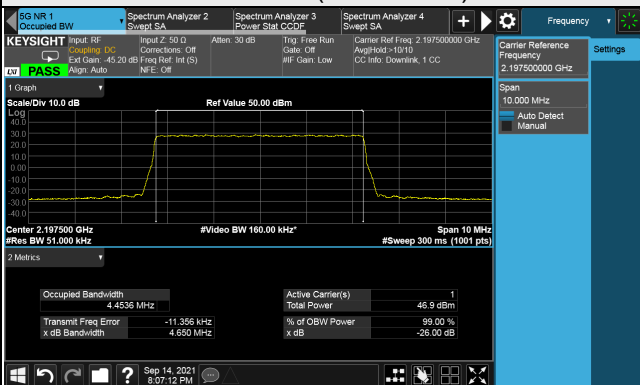 5G NR 1
Occupied BW
Spectrum Analyzer 2
Swept SA
Spectrum Analyzer 3
Power Stat CCDF
Spectrum Analyzer 4
Swept SA
Frequency
KEYSIGHT
Input: RF
Coupling: DC
Ext Gain: -45.20 dB
Align: Auto
Input Z: 50 Ω
Corrections: Off
Freq Ref: Int (S)
NFE: Off
Atten: 30 dB
Trig: Free Run
Gate: Off
#IF Gain: Low
Carrier Ref Freq: 2.197500000 GHz
Avg|Hold:>10/10
CC Info: Downlink, 1 CC
LXI
PASS
Carrier Reference
Frequency
2.197500000 GHz
Settings
Span
10.000 MHz
Auto Detect
Manual
1 Graph
Scale/Div 10.0 dB
Ref Value 50.00 dBm
Log
40.0
30.0
20.0
10.0
0.00
-10.0
-20.0
-30.0
-40.0
Center 2.197500 GHz
#Res BW 51.000 kHz
#Video BW 160.00 kHz*
Span 10 MHz
#Sweep 300 ms (1001 pts)
2 Metrics
Occupied Bandwidth
4.4536 MHz
Transmit Freq Error -11.356 kHz
x dB Bandwidth 4.650 MHz
Active Carrier(s) 1
Total Power 46.9 dBm
% of OBW Power 99.00 %
x dB -26.00 dB
?
Sep 14, 2021
8:07:12 PM